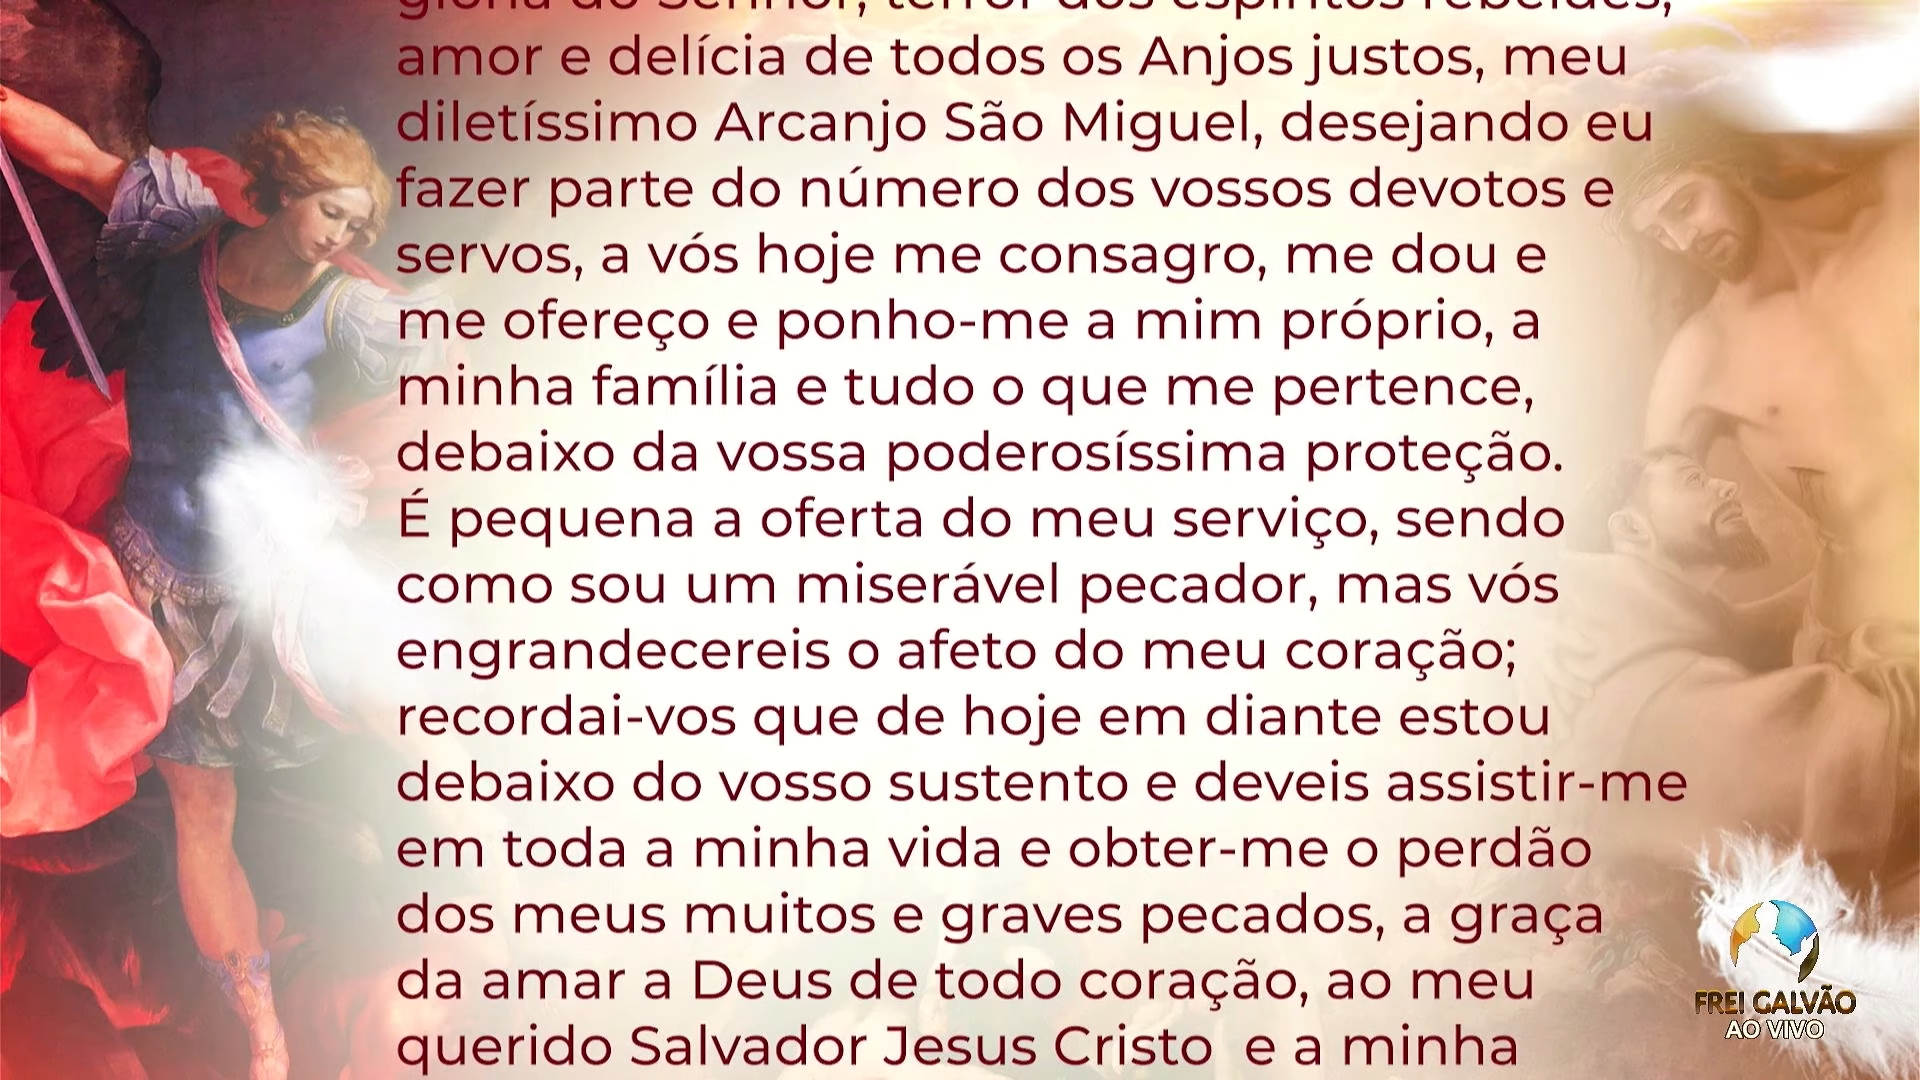 glória do Senhor, terror dos espíritos rebeldes,
amor e delícia de todos os Anjos justos, meu
diletíssimo Arcanjo São Miguel, desejando eu
fazer parte do número dos vossos devotos e
servos, a vós hoje me consagro, me dou e
me ofereço e ponho-me a mim próprio, a
minha família e tudo o que me pertence,
debaixo da vossa poderosíssima proteção.
É pequena a oferta do meu serviço, sendo
como sou um miserável pecador, mas vós
engrandecereis o afeto do meu coração;
recordai-vos que de hoje em diante estou
debaixo do vosso sustento e deveis assistir-me
em toda a minha vida e obter-me o perdão
dos meus muitos e graves pecados, a graça
da amar a Deus de todo coração, ao meu
querido Salvador Jesus Cristo  e a minha
FREI GALVÃO
AO VIVO